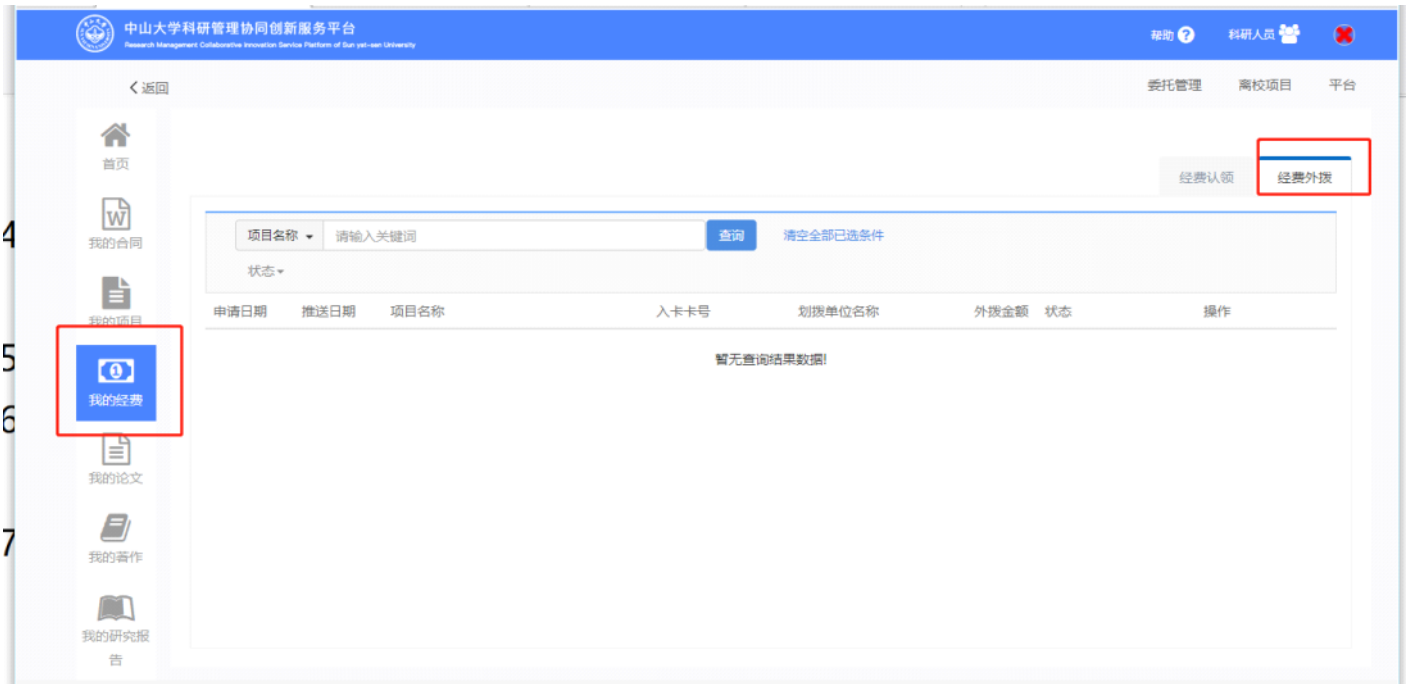 中山大学科研管理协同创新服务平台
Research Management Collaborative Innovation Service Platform of Sun yat-sen University
帮助 ? 科研人员
返回
委托管理 离校项目 平台
首页
经费认领 经费外拨
4
W
我的合同
项目名称 请输入关键词 查询 清空全部已选条件
状态
申请日期 推送日期 项目名称 入卡卡号 划拨单位名称 外拨金额 状态 操作
我的项目
5
暂无查询结果数据!
1
我的经费
6
我的论文
7
我的著作
我的研究报
告